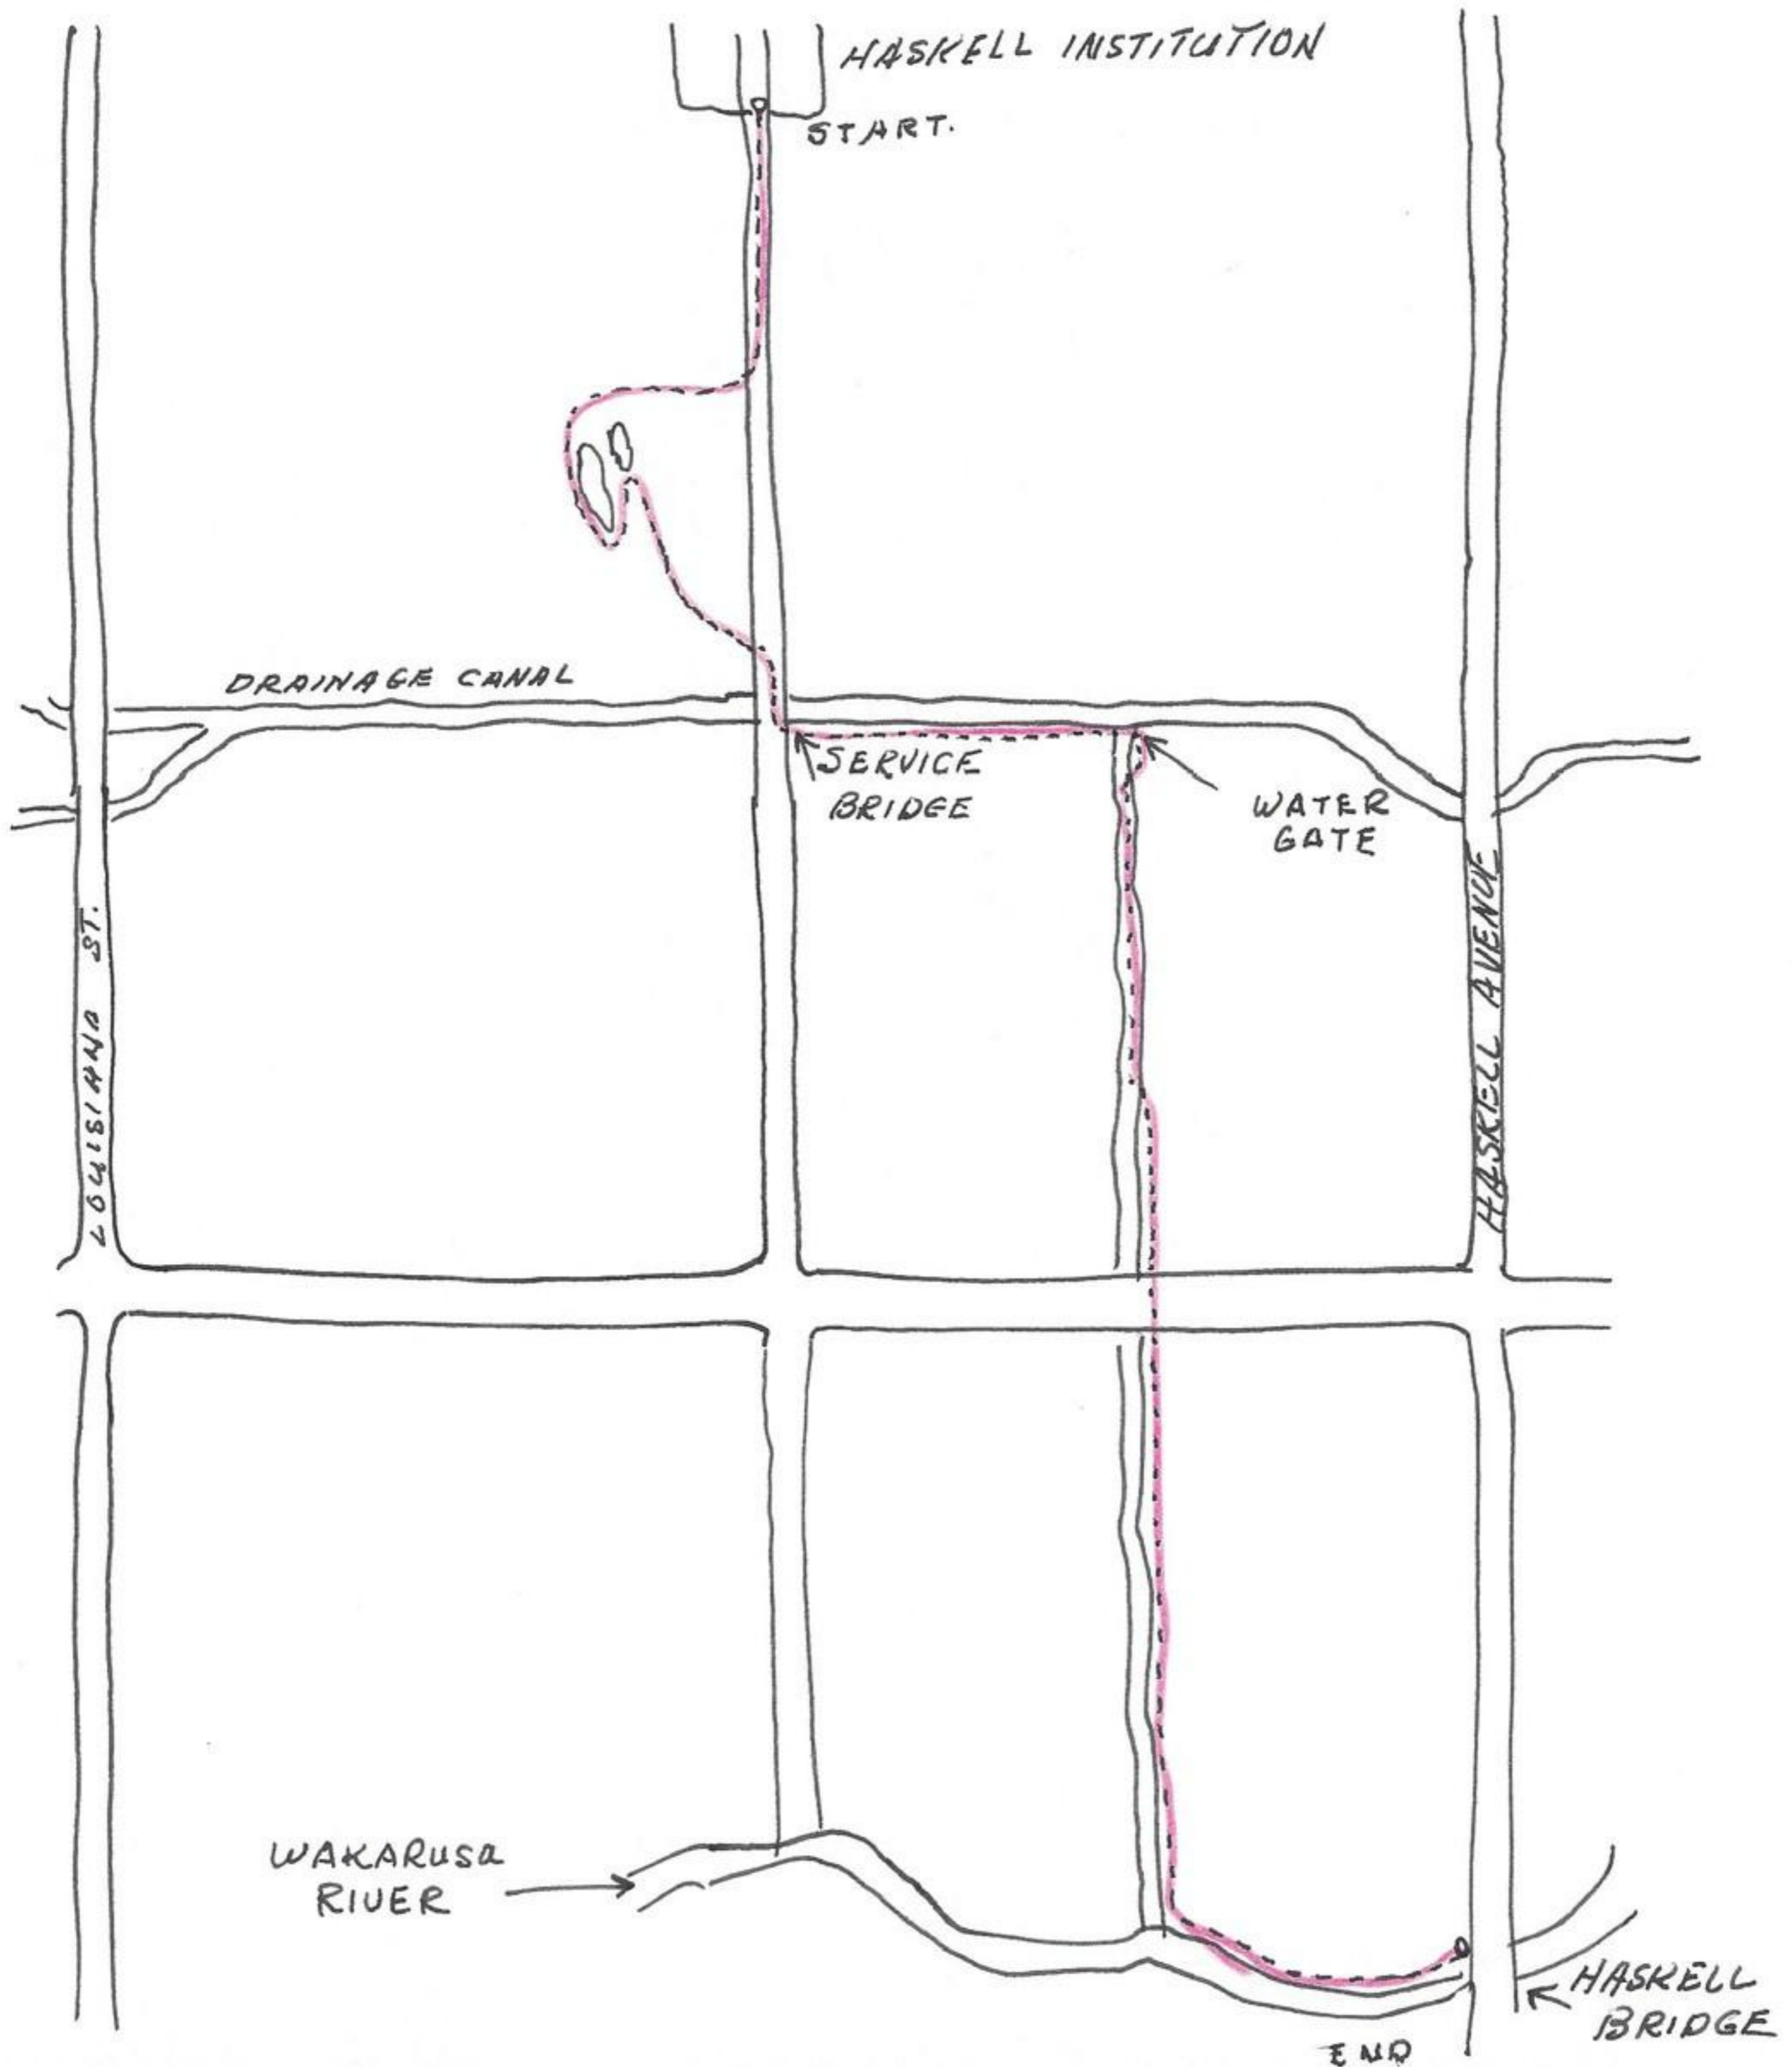 HASKELL INSTITUTION
START.
DRAINAGE CANAL
SERVICE
BRIDGE
WATER
GATE
LOUISIANA ST.
HASKELL AVENUE
WAKARUSA
RIVER
HASKELL
BRIDGE
END